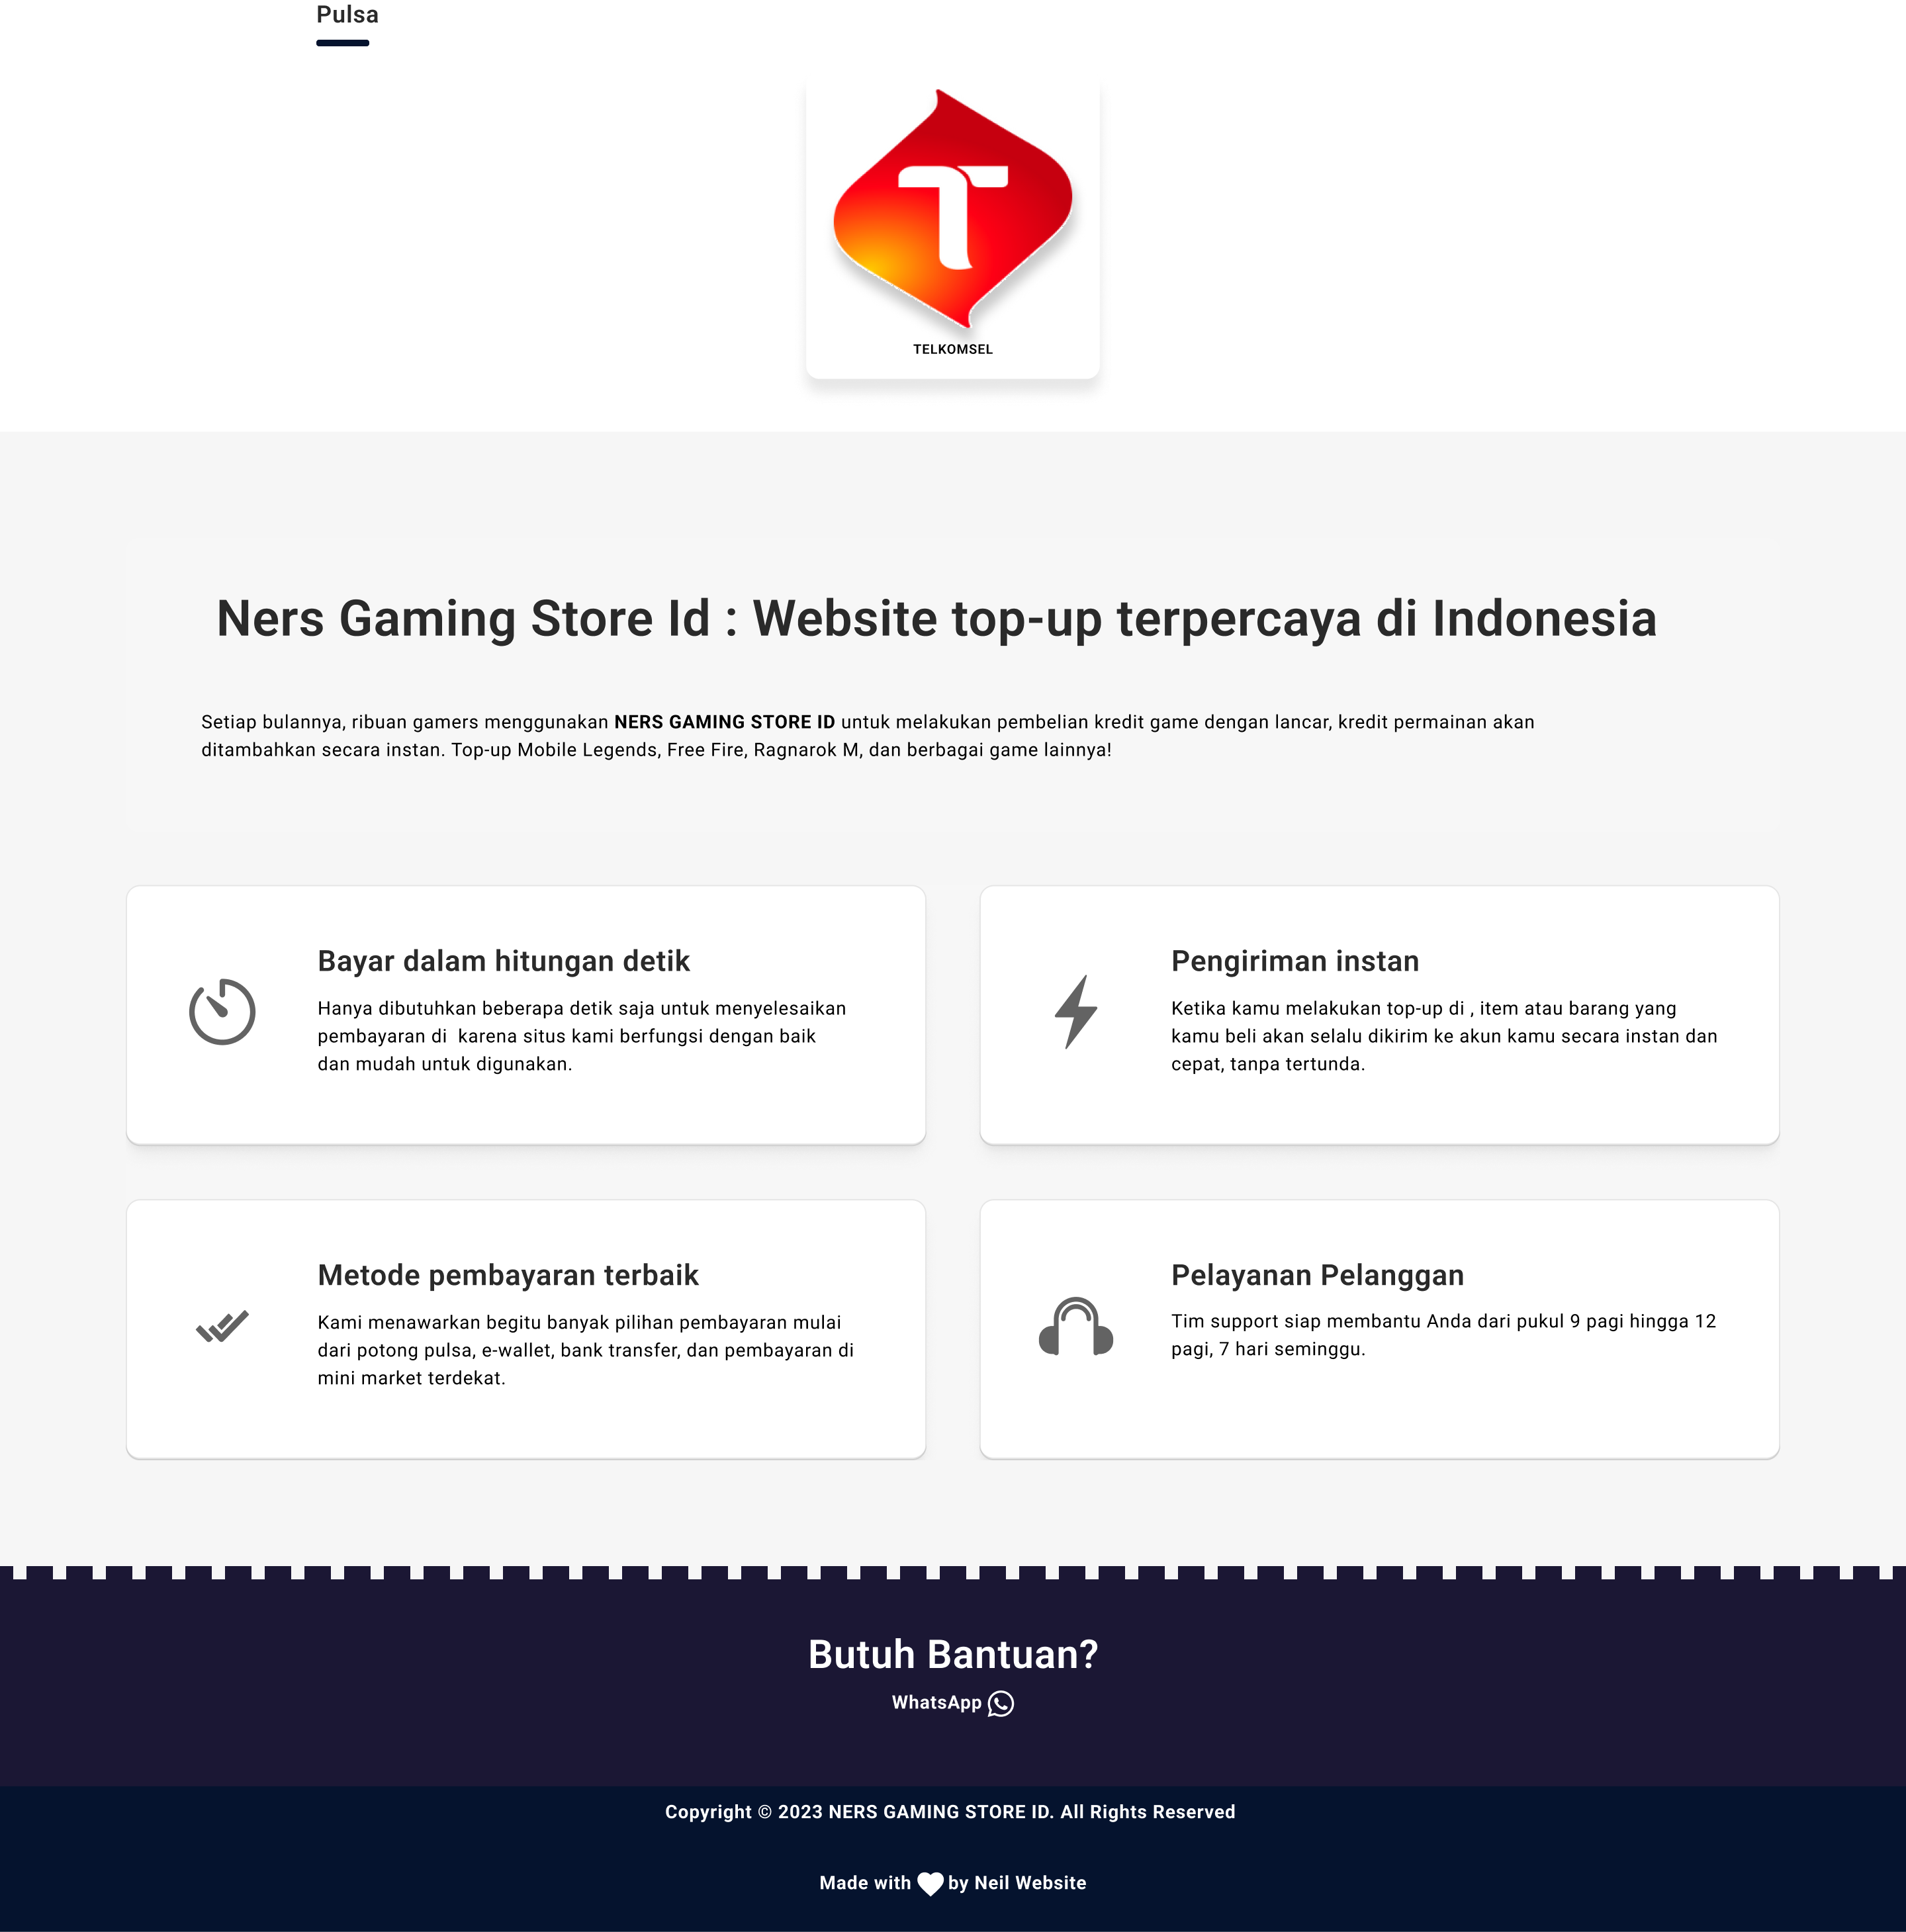 Pulsa
TELKOMSEL
Ners Gaming Store Id : Website top-up terpercaya di Indonesia
Setiap bulannya, ribuan gamers menggunakan NERS GAMING STORE ID untuk melakukan pembelian kredit game dengan lancar, kredit permainan akan
ditambahkan secara instan. Top-up Mobile Legends, Free Fire, Ragnarok M, dan berbagai game lainnya!
Bayar dalam hitungan detik
Hanya dibutuhkan beberapa detik saja untuk menyelesaikan
pembayaran di  karena situs kami berfungsi dengan baik
dan mudah untuk digunakan.
Pengiriman instan
Ketika kamu melakukan top-up di , item atau barang yang
kamu beli akan selalu dikirim ke akun kamu secara instan dan
cepat, tanpa tertunda.
Metode pembayaran terbaik
Kami menawarkan begitu banyak pilihan pembayaran mulai
dari potong pulsa, e-wallet, bank transfer, dan pembayaran di
mini market terdekat.
Pelayanan Pelanggan
Tim support siap membantu Anda dari pukul 9 pagi hingga 12
pagi, 7 hari seminggu.
Butuh Bantuan?
WhatsApp
Copyright © 2023 NERS GAMING STORE ID. All Rights Reserved
Made with by Neil Website